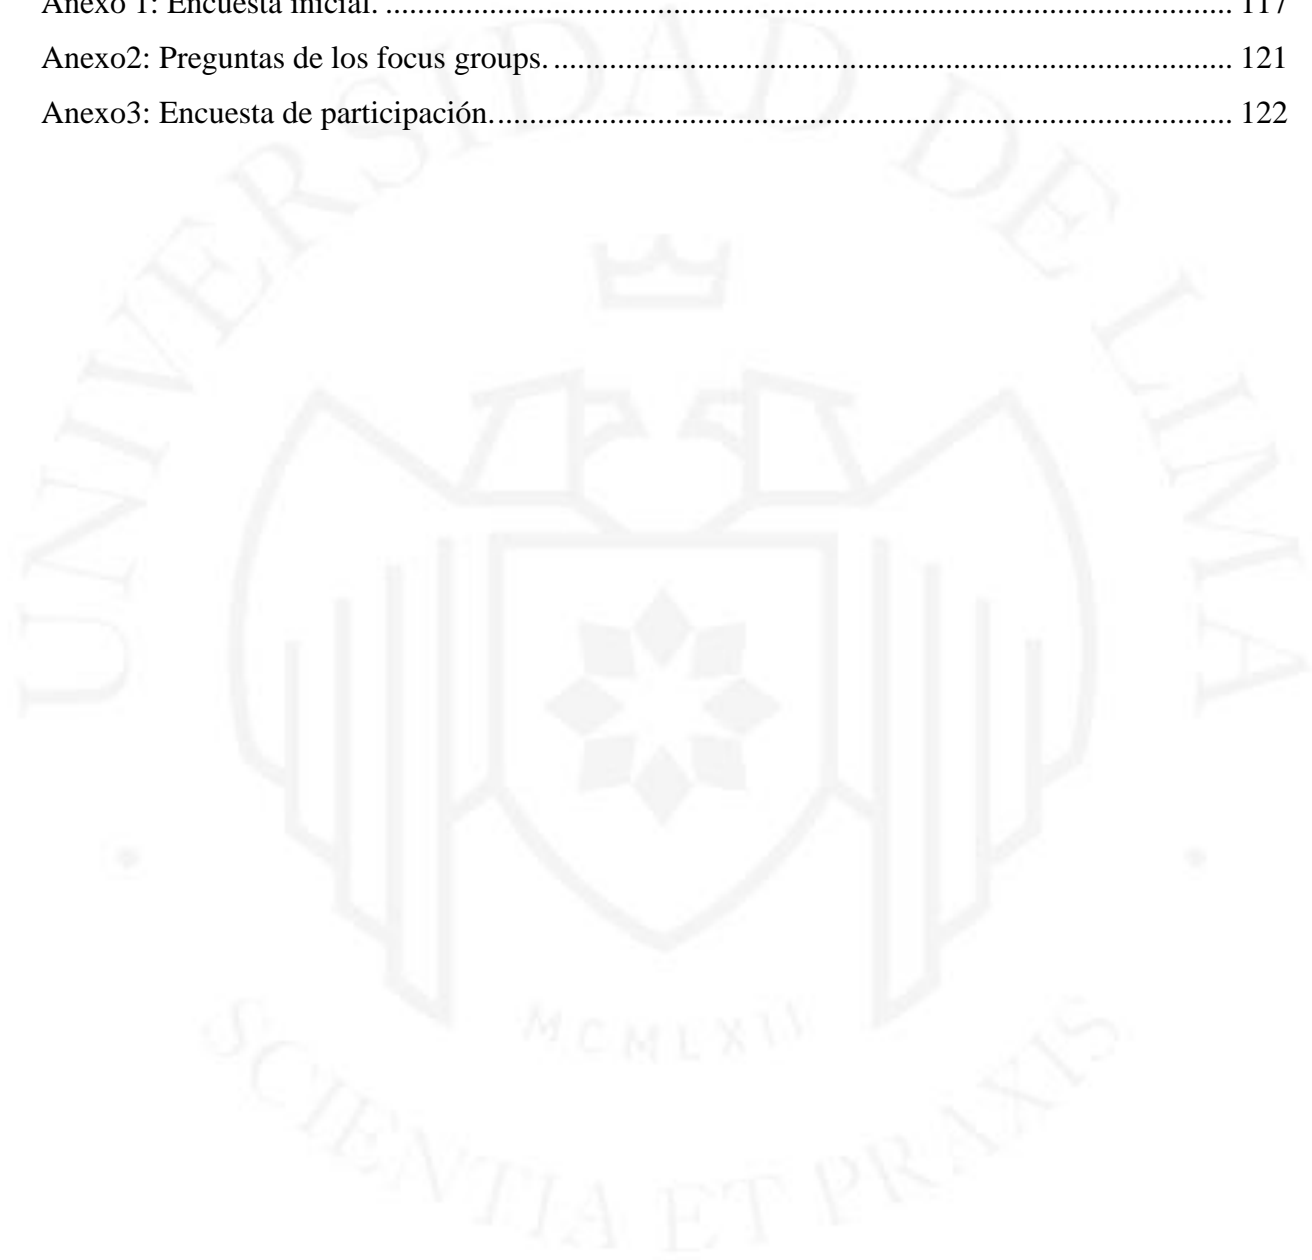 Anexo 1: Encuesta inicial. .......................................................................................................... 117
Anexo2: Preguntas de los focus groups. ..................................................................................... 121
Anexo3: Encuesta de participación. ............................................................................................ 122
UNIVERSIDAD DE LIMA
MCMLXII
SCIENTIA ET PRAXIS